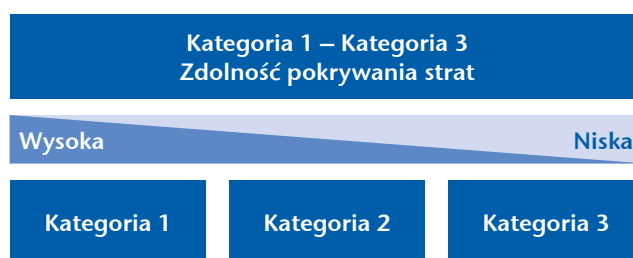 Kategoria 1 – Kategoria 3
Zdolność pokrywania strat
Wysoka Niska
Kategoria 1 Kategoria 2 Kategoria 3